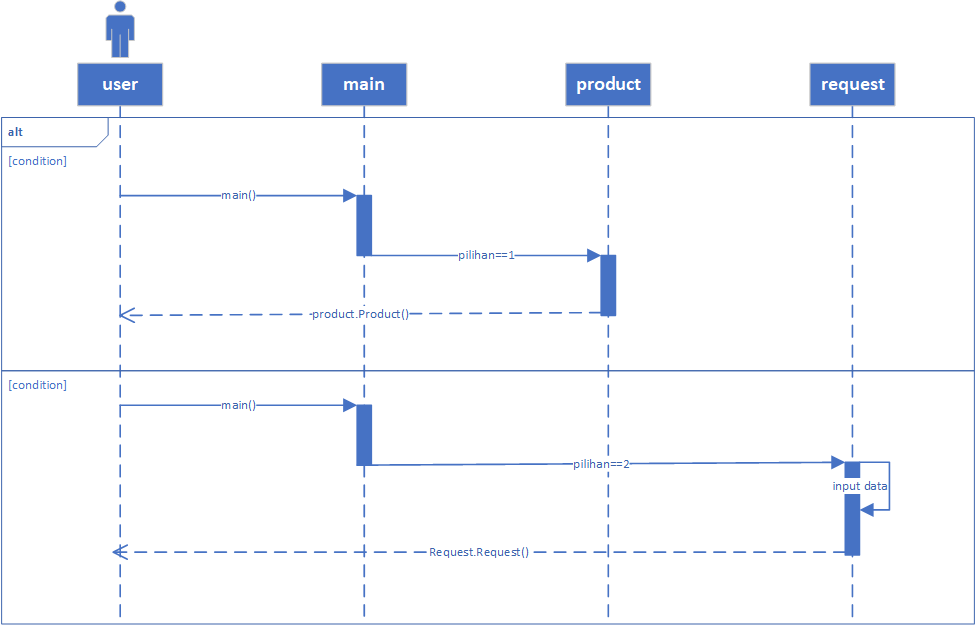 user
main
product
request
alt
[condition]
main()
pilihan==1
product.Product()
[condition]
main()
pilihan==2
input data
Request.Request()